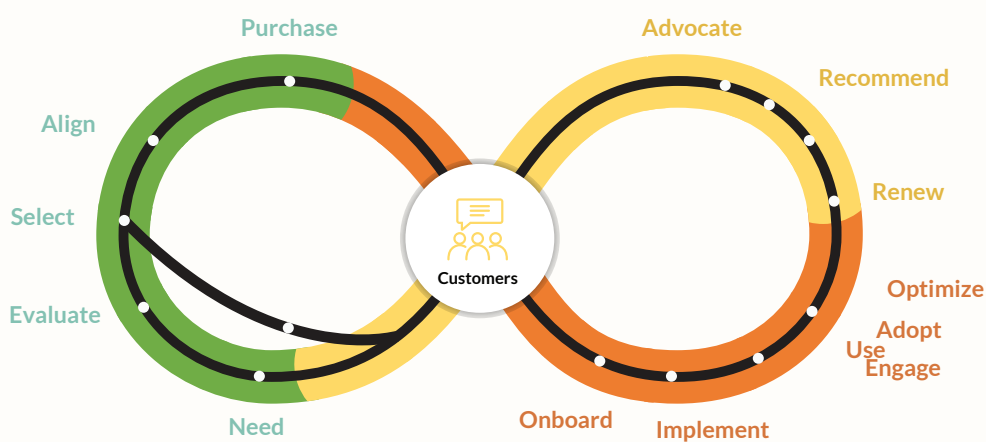 Purchase
Advocate
Recommend
Align
Renew
Select
Customers
Optimize
Evaluate
Adopt
Use
Engage
Onboard
Need
Implement